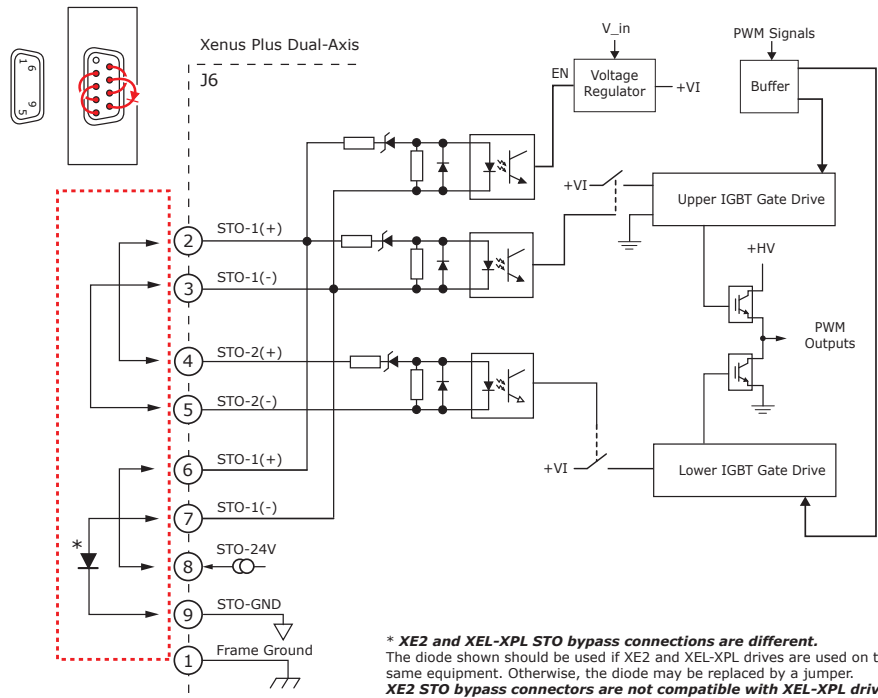 1
6
9
5
Xenus Plus Dual-Axis
J6
V_in
EN
Voltage
Regulator
+VI
PWM Signals
Buffer
+VI
Upper IGBT Gate Drive
+HV
PWM
Outputs
+VI
Lower IGBT Gate Drive
2 STO-1(+)
3 STO-1(-)
4 STO-2(+)
5 STO-2(-)
6 STO-1(+)
7 STO-1(-)
*
8 STO-24V
9 STO-GND
1 Frame Ground
* XE2 and XEL-XPL STO bypass connections are different.
The diode shown should be used if XE2 and XEL-XPL drives are used on
same equipment. Otherwise, the diode may be replaced by a jumper.
XE2 STO bypass connectors are not compatible with XEL-XPL